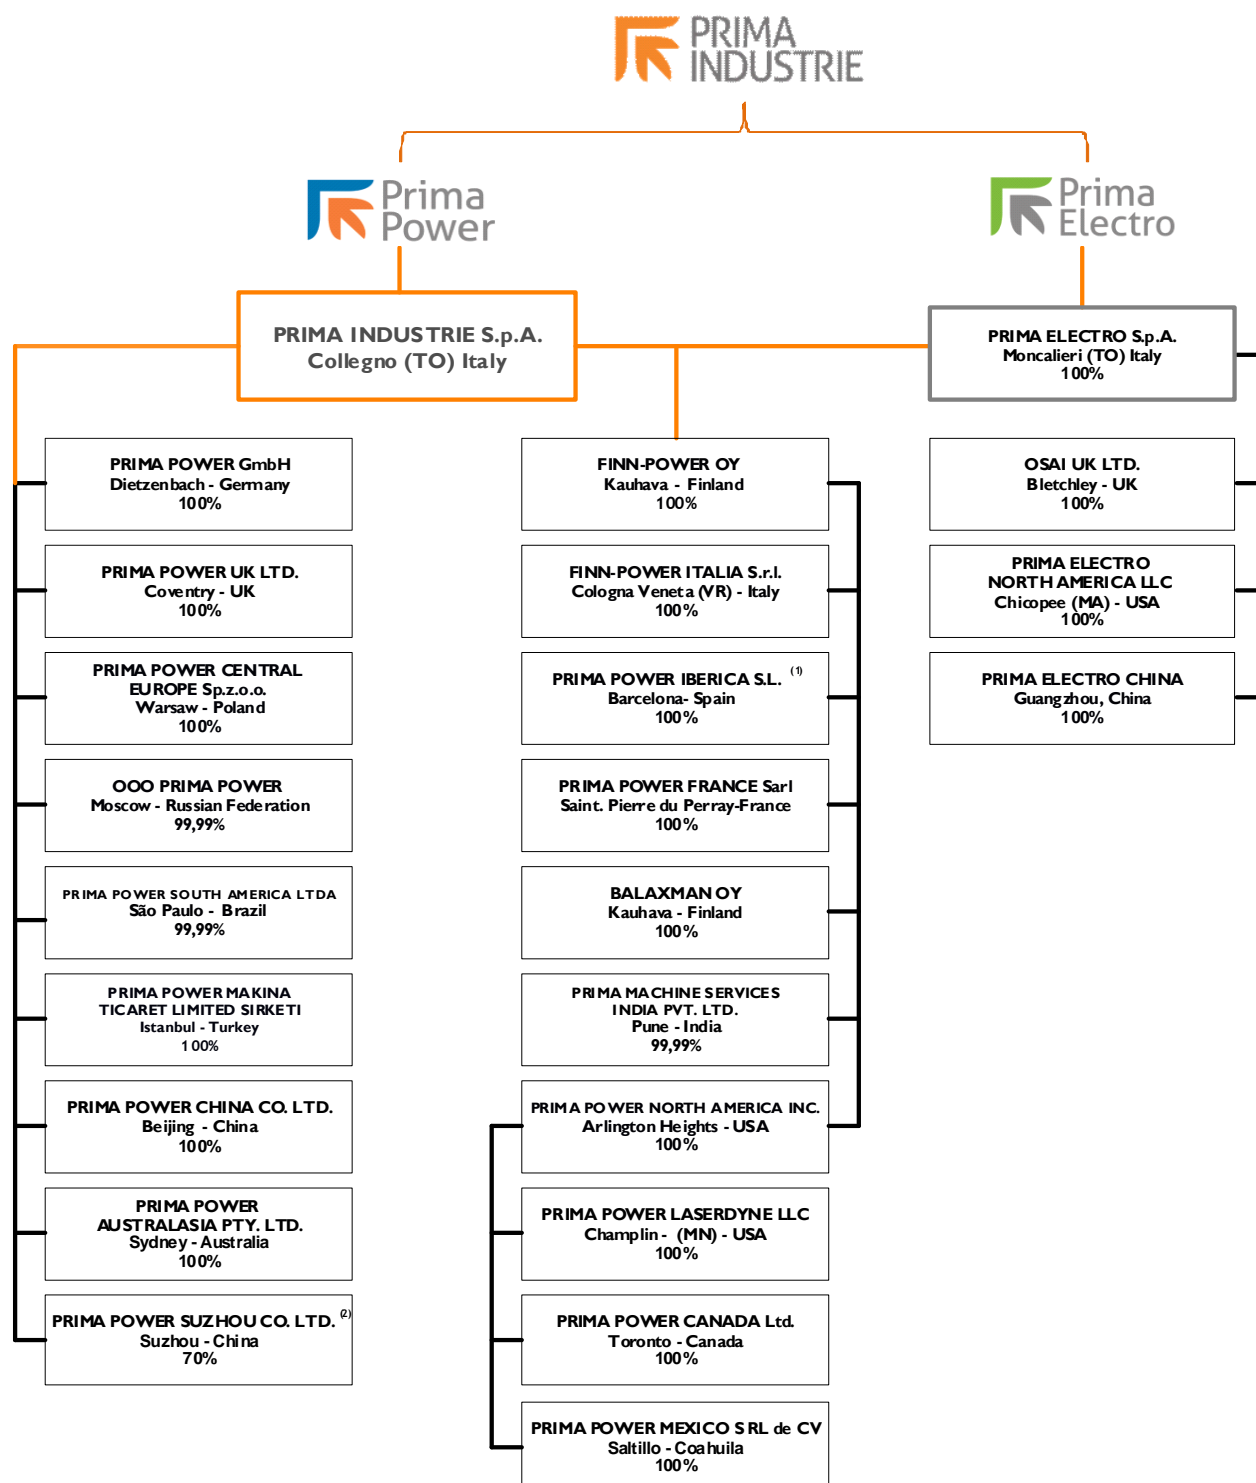 PRIMA
INDUSTRIE
Prima
Power
Prima
Electro
PRIMA INDUSTRIE S.p.A.
Collegno (TO) Italy
PRIMA ELECTRO S.p.A.
Moncalieri (TO) Italy
100%
PRIMA POWER GmbH
Dietzenbach - Germany
100%
PRIMA POWER UK LTD.
Coventry - UK
100%
PRIMA POWER CENTRAL
EUROPE Sp.z.o.o.
Warsaw - Poland
100%
OOO PRIMA POWER
Moscow - Russian Federation
99,99%
PRIMA POWER SOUTH AMERICA LTDA
São Paulo - Brazil
99,99%
PRIMA POWER MAKINA
TICARET LIMITED SIRKETI
Istanbul - Turkey
100%
PRIMA POWER CHINA CO. LTD.
Beijing - China
100%
PRIMA POWER
AUSTRALASIA PTY. LTD.
Sydney - Australia
100%
PRIMA POWER SUZHOU CO. LTD. (2)
Suzhou - China
70%
FINN-POWER OY
Kauhava - Finland
100%
FINN-POWER ITALIA S.r.l.
Cologna Veneta (VR) - Italy
100%
PRIMA POWER IBERICA S.L. (1)
Barcelona- Spain
100%
PRIMA POWER FRANCE Sarl
Saint. Pierre du Perray-France
100%
BALAXMAN OY
Kauhava - Finland
100%
PRIMA MACHINE SERVICES
INDIA PVT. LTD.
Pune - India
99,99%
PRIMA POWER NORTH AMERICA INC.
Arlington Heights - USA
100%
PRIMA POWER LASERDYNE LLC
Champlin - (MN) - USA
100%
PRIMA POWER CANADA Ltd.
Toronto - Canada
100%
PRIMA POWER MEXICO S RL de CV
Saltillo - Coahuila
100%
OSAI UK LTD.
Bletchley - UK
100%
PRIMA ELECTRO
NORTH AMERICA LLC
Chicopee (MA) - USA
100%
PRIMA ELECTRO CHINA
Guangzhou, China
100%